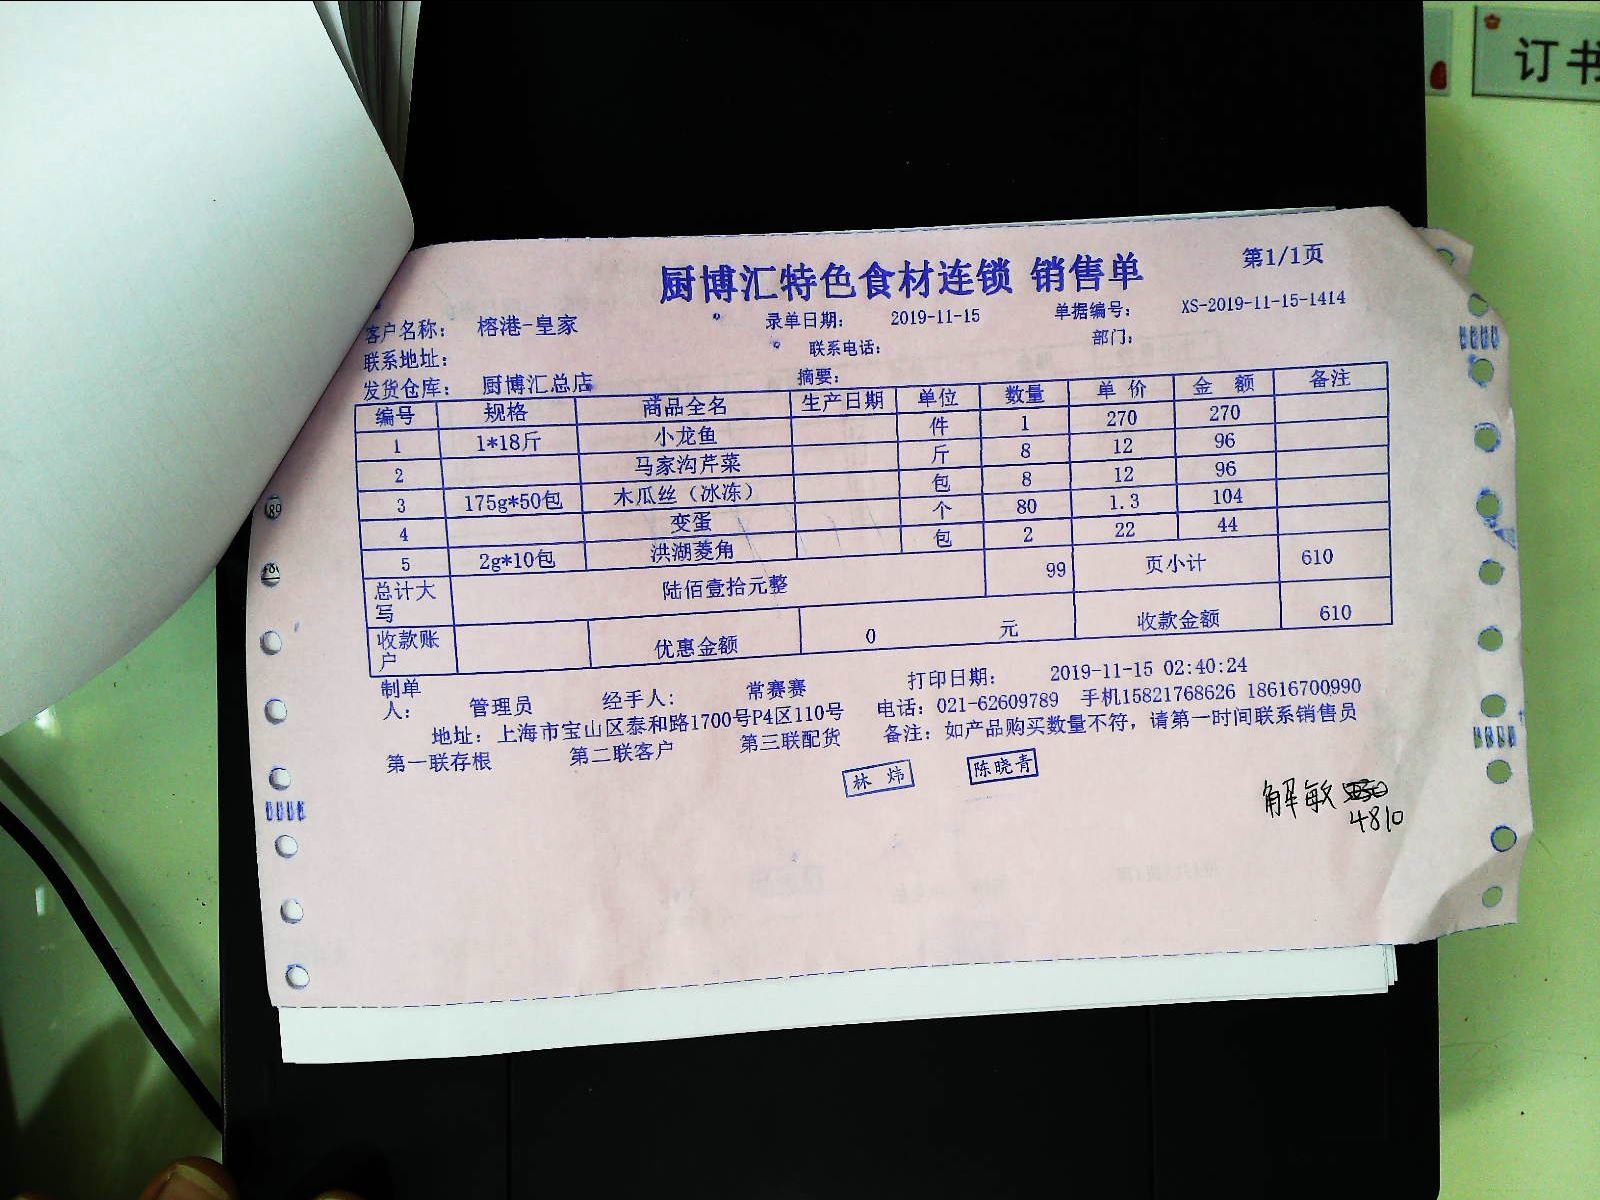 订书
厨博汇特色食材连锁 销售单 第1/1页
客户名称： 榕港-皇家 录单日期： 2019-11-15 单据编号： XS-2019-11-15-1414
联系地址： 联系电话： 部门：
发货仓库： 厨博汇总店 摘要：
编号 规格 商品全名 生产日期 单位 数量 单 价 金 额 备注
1 1*18斤 小龙鱼 件 1 270 270
2 马家沟芹菜 斤 8 12 96
3 175g*50包 木瓜丝（冰冻） 包 8 12 96
4 变蛋 个 80 1.3 104
5 2g*10包 洪湖菱角 包 2 22 44
总计大写 陆佰壹拾元整 99 页小计 610
收款账户 优惠金额 0 元 收款金额 610
制单人： 管理员 经手人： 常赛赛 打印日期： 2019-11-15 02:40:24
地址：上海市宝山区泰和路1700号P4区110号 电话：021-62609789 手机15821768626 18616700990
第一联存根 第二联客户 第三联配货 备注：如产品购买数量不符，请第一时间联系销售员
林 炜 陈晓青
解敏
4810